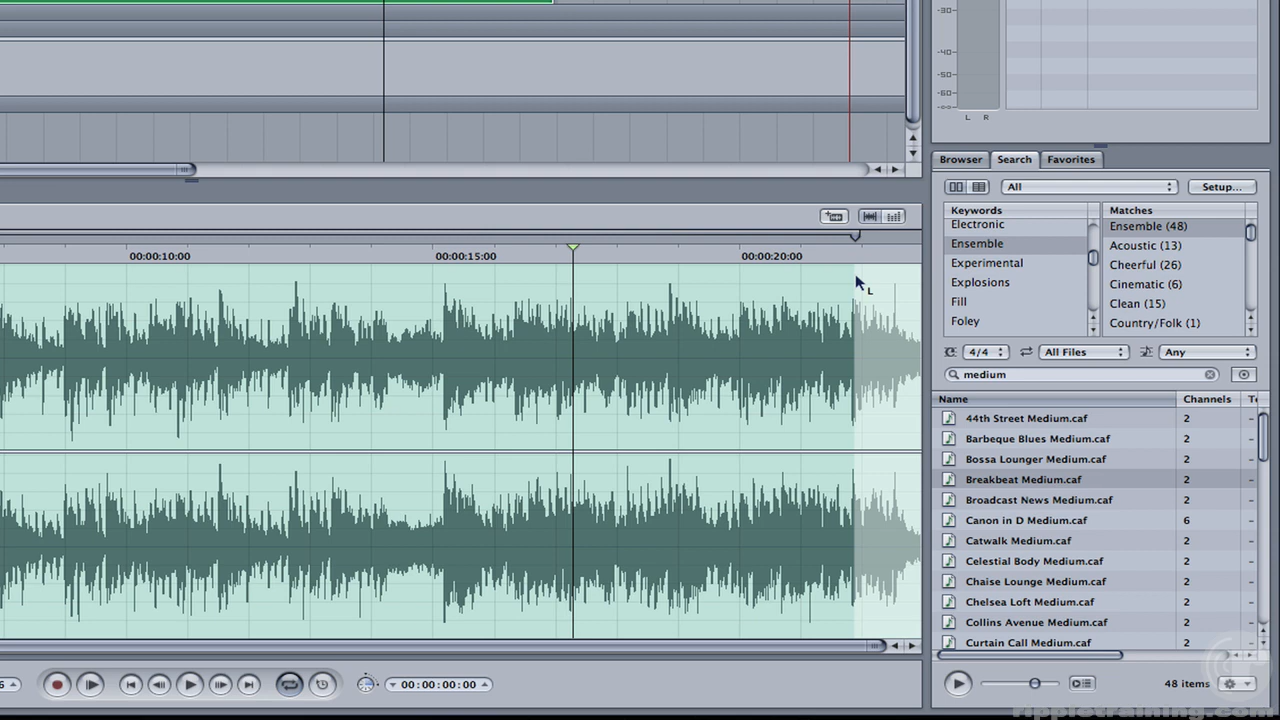 -30-
-40-
-50-
-60-
-∞-
L R
Browser Search Favorites
All Setup...
Keywords Matches
Electronic Ensemble (48)
Ensemble Acoustic (13)
Experimental Cheerful (26)
Explosions Cinematic (6)
Fill Clean (15)
Foley Country/Folk (1)
00:00:10:00 00:00:15:00 00:00:20:00
L
4/4 All Files Any
medium
Name Channels
44th Street Medium.caf 2 -
Barbeque Blues Medium.caf 2 -
Bossa Lounger Medium.caf 2 -
Breakbeat Medium.caf 2 -
Broadcast News Medium.caf 2 -
Canon in D Medium.caf 6 -
Catwalk Medium.caf 2 -
Celestial Body Medium.caf 2 -
Chaise Lounge Medium.caf 2 -
Chelsea Loft Medium.caf 2 -
Collins Avenue Medium.caf 2 -
Curtain Call Medium.caf 2 -
00:00:00:00
48 items
rippletraining.com